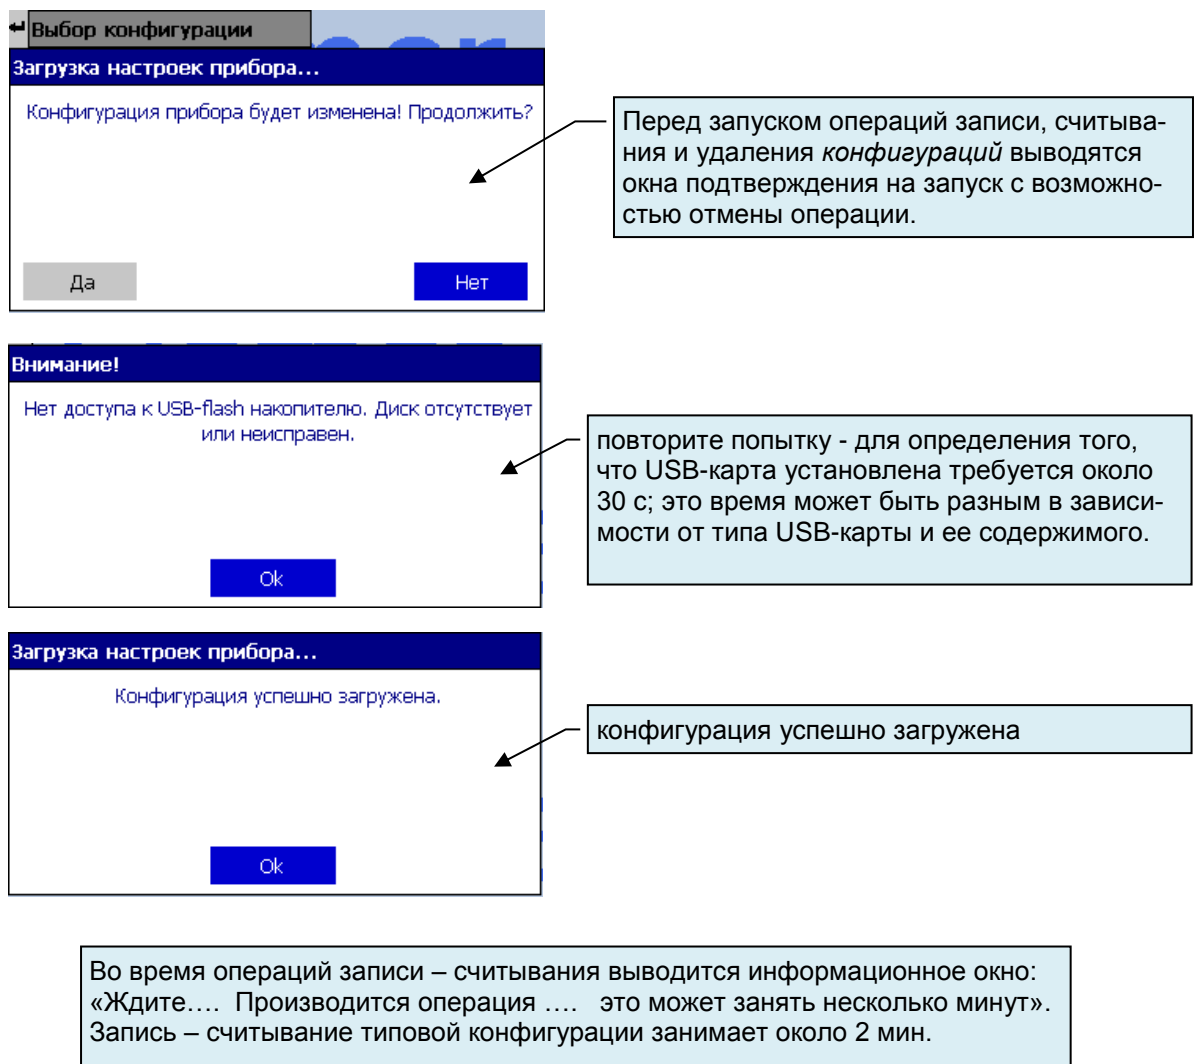 Выбор конфигурации
Загрузка настроек прибора...
Конфигурация прибора будет изменена! Продолжить?
Да
Нет
Перед запуском операций записи, считыва-
ния и удаления конфигураций выводятся
окна подтверждения на запуск с возможно-
стью отмены операции.
Внимание!
Нет доступа к USB-flash накопителю. Диск отсутствует
или неисправен.
Ok
повторите попытку - для определения того,
что USB-карта установлена требуется около
30 с; это время может быть разным в зависи-
мости от типа USB-карты и ее содержимого.
Загрузка настроек прибора...
Конфигурация успешно загружена.
Ok
конфигурация успешно загружена
Во время операций записи – считывания выводится информационное окно:
«Ждите…. Производится операция …. это может занять несколько минут».
Запись – считывание типовой конфигурации занимает около 2 мин.